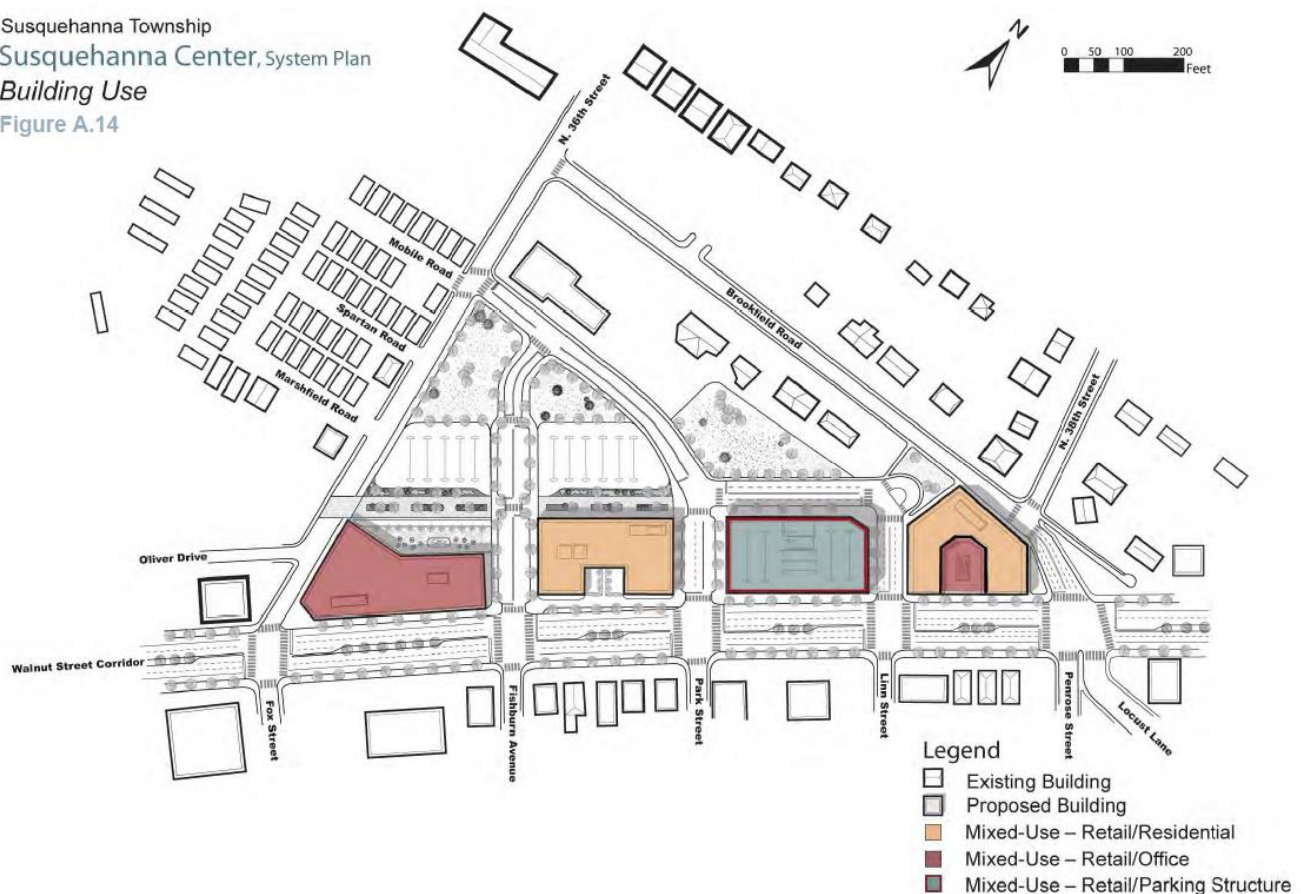 Susquehanna Township
Susquehanna Center, System Plan
Building Use
Figure A.14
N
0 50 100 200
Feet
N. 36th Street
Mobile Road
Spartan Road
Marshfield Road
Brookfield Road
N. 38th Street
Oliver Drive
Walnut Street Corridor
Fox Street
Fishburn Avenue
Park Street
Linn Street
Penrose Street
Locust Lane
Legend
Existing Building
Proposed Building
Mixed-Use – Retail/Residential
Mixed-Use – Retail/Office
Mixed-Use – Retail/Parking Structure